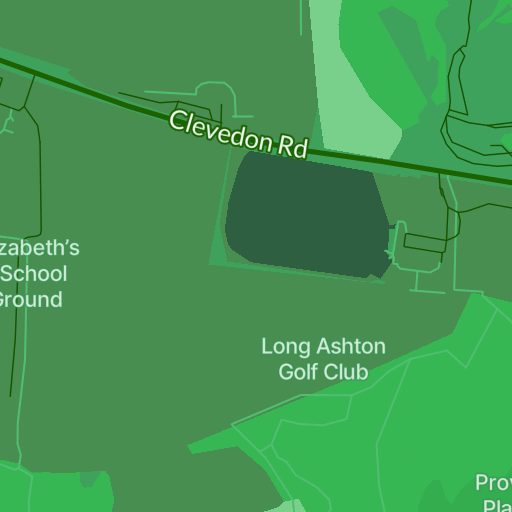 Clevedon Rd
zabeth's
School
Ground
Long Ashton
Golf Club
Prov
Pla